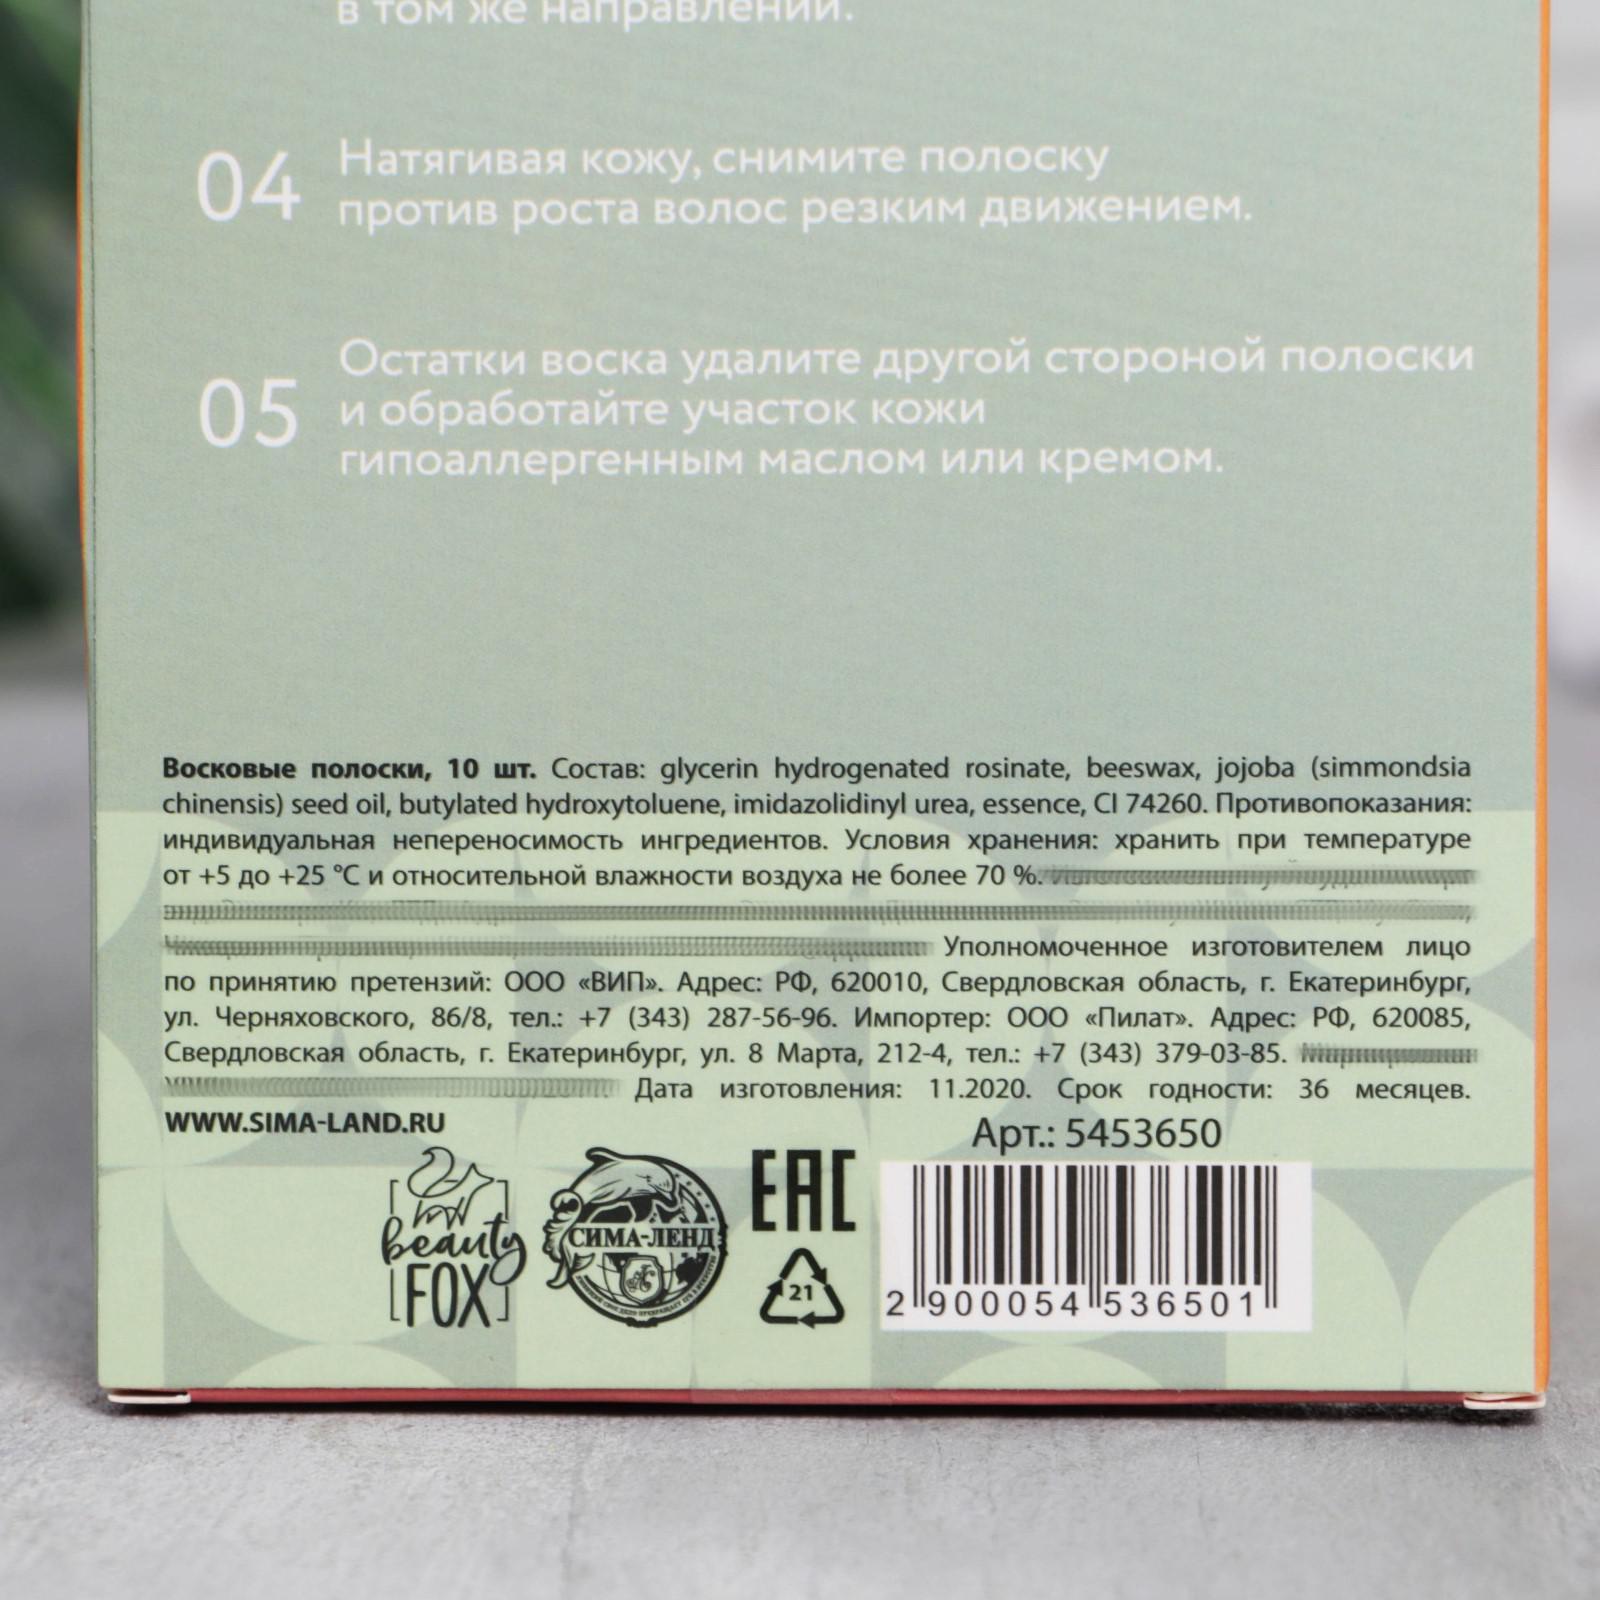 в том же направлении.
04
Натягивая кожу, снимите полоску
против роста волос резким движением.
05
Остатки воска удалите другой стороной полоски
и обработайте участок кожи
гипоаллергенным маслом или кремом.
Восковые полоски, 10 шт. Состав: glycerin hydrogenated rosinate, beeswax, jojoba (simmondsia
chinensis) seed oil, butylated hydroxytoluene, imidazolidinyl urea, essence, CI 74260. Противопоказания:
индивидуальная непереносимость ингредиентов. Условия хранения: хранить при температуре
от +5 до +25 °C и относительной влажности воздуха не более 70 %.
Уполномоченное изготовителем лицо
по принятию претензий: ООО «ВИП». Адрес: РФ, 620010, Свердловская область, г. Екатеринбург,
ул. Черняховского, 86/8, тел.: +7 (343) 287-56-96. Импортер: ООО «Пилат». Адрес: РФ, 620085,
Свердловская область, г. Екатеринбург, ул. 8 Марта, 212-4, тел.: +7 (343) 379-03-85.
Дата изготовления: 11.2020. Срок годности: 36 месяцев.
WWW.SIMA-LAND.RU
Арт.: 5453650
beauty
FOX
СИМА-ЛЕНД
EAC
21
2 900054 536501